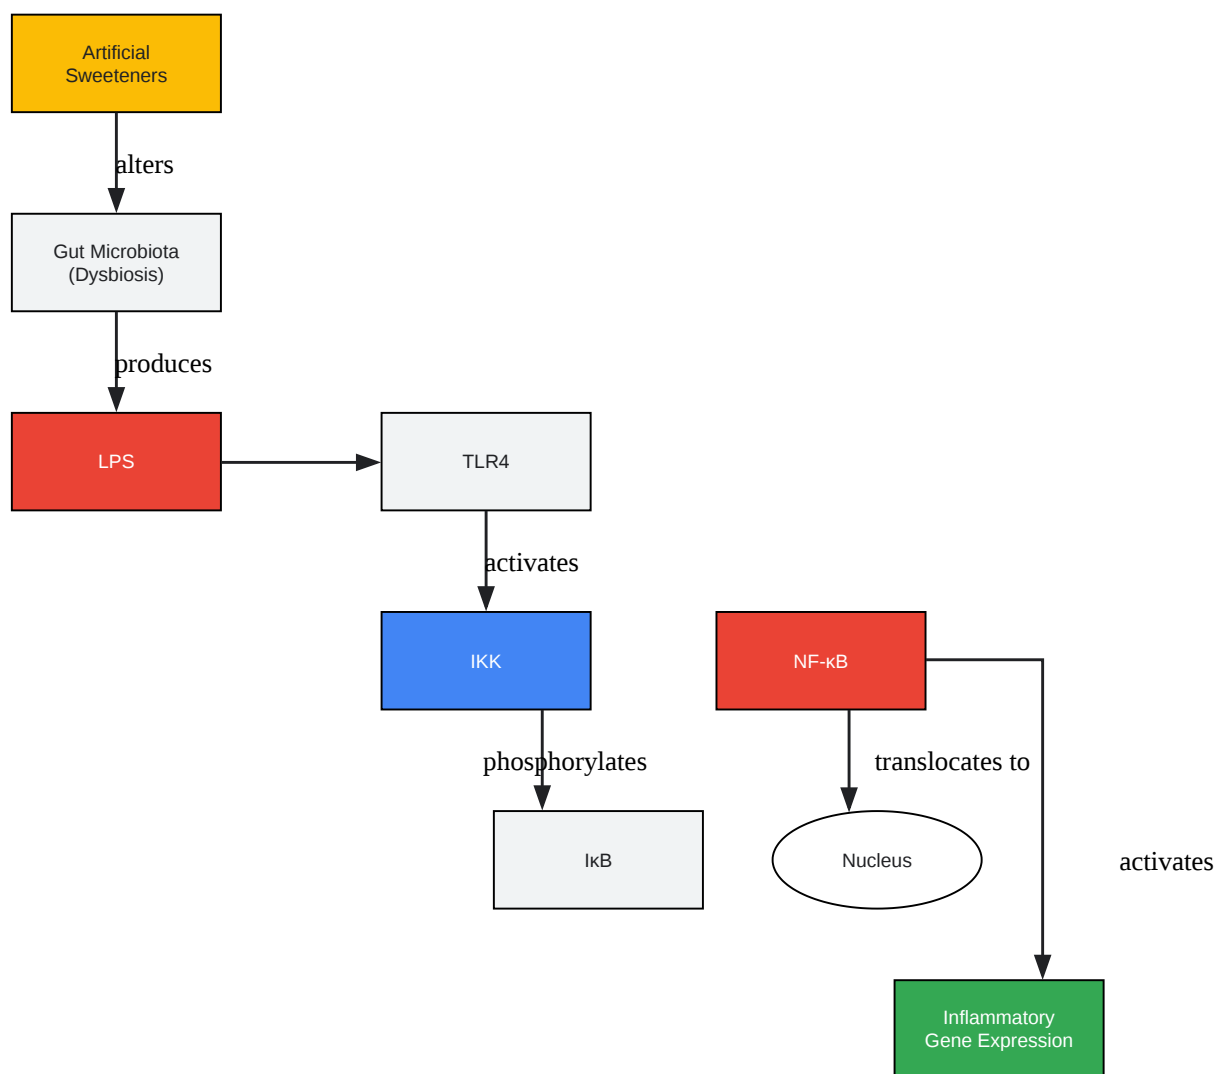 Artificial
Sweeteners
alters
Gut Microbiota
(Dysbiosis)
produces
LPS
TLR4
activates
IKK
NF-κB
phosphorylates
translocates to
IκB
Nucleus
activates
Inflammatory
Gene Expression